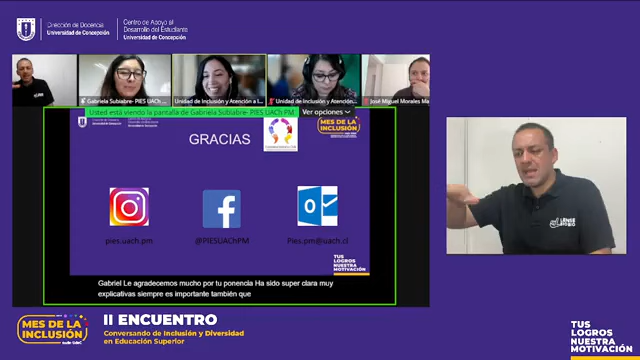 Dirección de Docencia
Universidad de Concepción
Centro de Apoyo al
Desarrollo del Estudiante
Universidad de Concepción
Gabriela Subiabre- PIES UACh ...
Unidad de Inclusión y Atención a l...
Unidad de Inclusión y Atención...
José Miguel Morales Ma
Usted está viendo la pantalla de Gabriela Subiabre- PIES UACh PM
Ver opciones
GRACIAS
MES DE LA
INCLUSIÓN
pies.uach.pm
@PIESUAChPM
Pies.pm@uach.cl
TUS
LOGROS
NUESTRA
MOTIVACIÓN
Gabriel Le agradecemos mucho por tu ponencia Ha sido super clara muy
explicativas siempre es importante también que
MES DE LA
INCLUSIÓN
II ENCUENTRO
Conversando de Inclusión y Diversidad
en Educación Superior
TUS
LOGROS
NUESTRA
MOTIVACIÓN